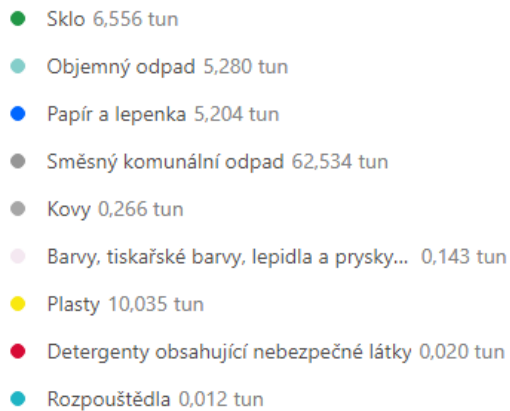 Sklo 6,556 tun
Objemný odpad 5,280 tun
Papír a lepenka 5,204 tun
Směsný komunální odpad 62,534 tun
Kovy 0,266 tun
Barvy, tiskařské barvy, lepidla a prysky... 0,143 tun
Plasty 10,035 tun
Detergenty obsahující nebezpečné látky 0,020 tun
Rozpouštědla 0,012 tun